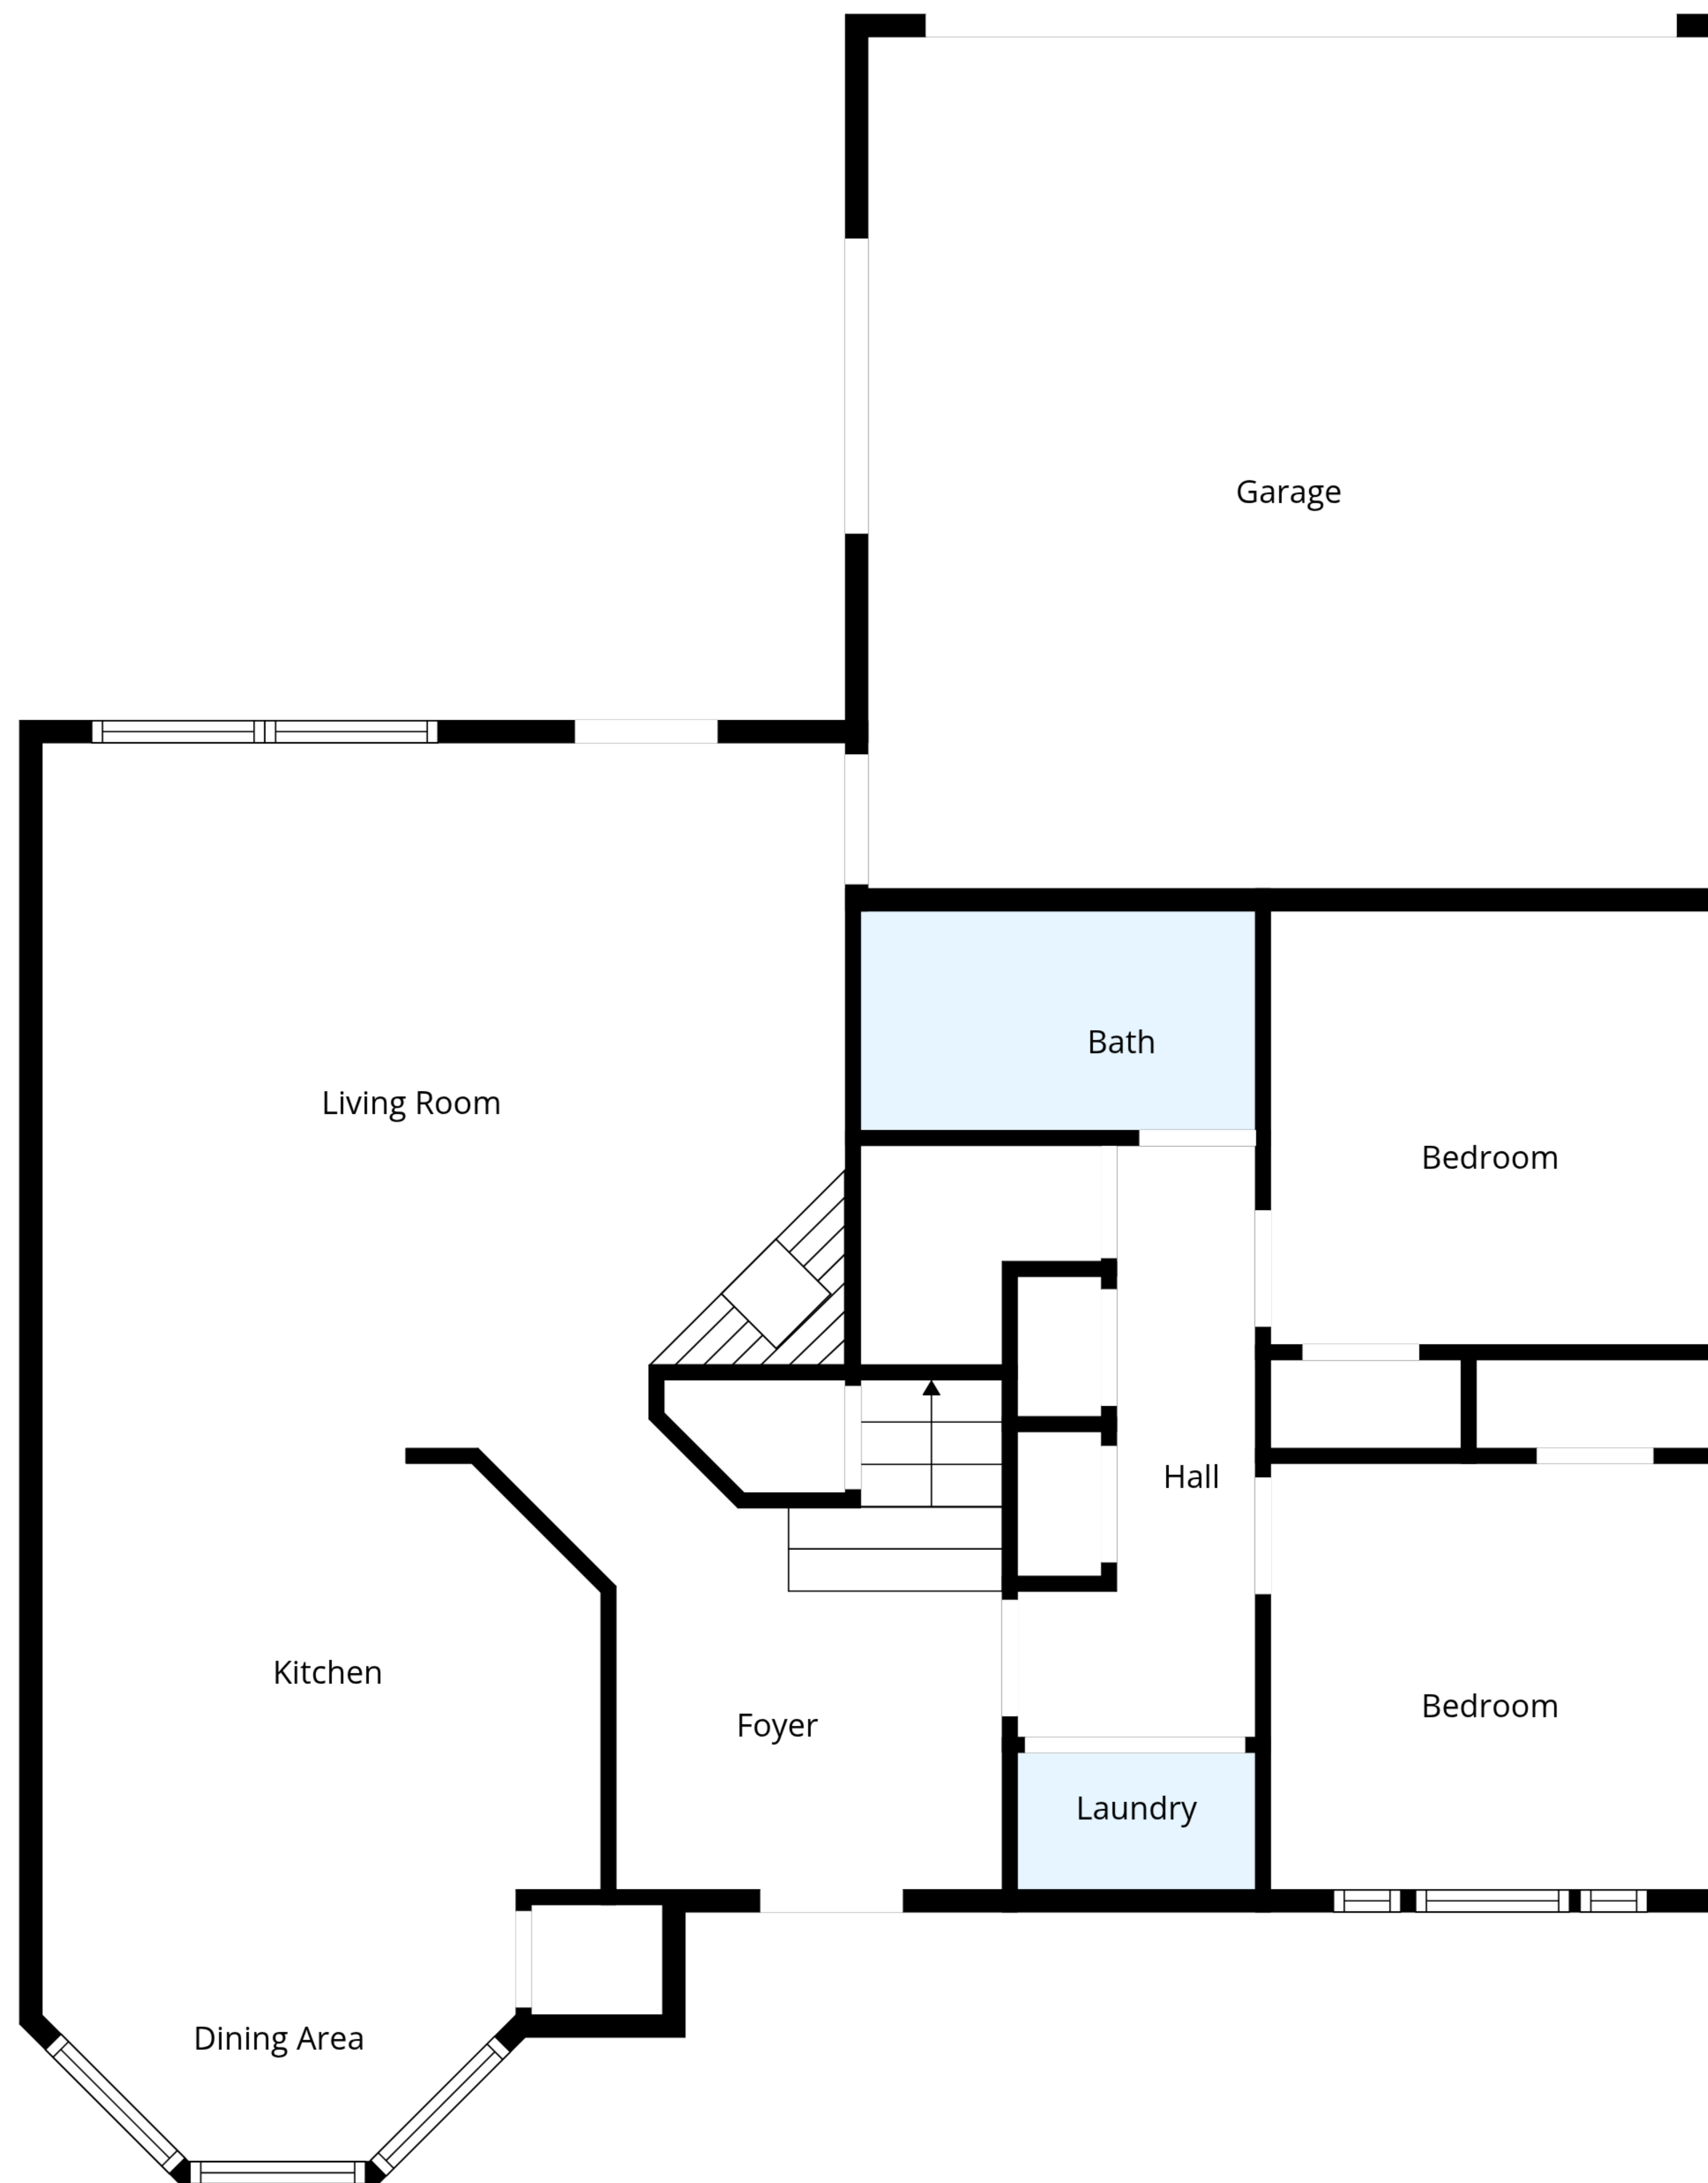 Garage
Bath
Living Room
Bedroom
Hall
Kitchen
Bedroom
Foyer
Laundry
Dining Area